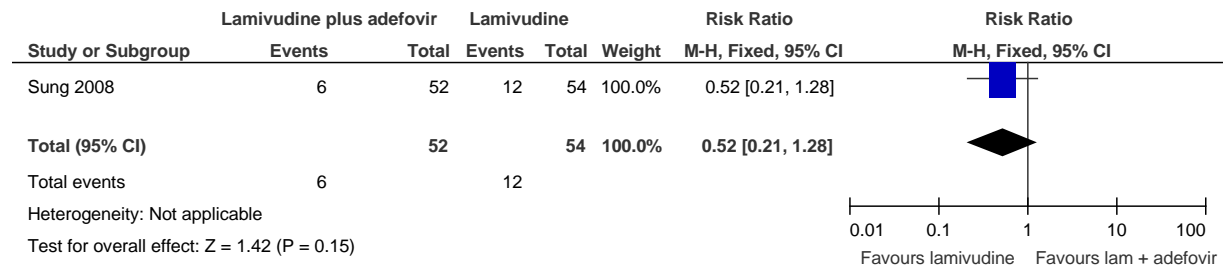 Lamivudine plus adefovir Lamivudine Risk Ratio Risk Ratio
Study or Subgroup Events Total Events Total Weight M-H, Fixed, 95% CI M-H, Fixed, 95% CI
Sung 2008 6 52 12 54 100.0% 0.52 [0.21, 1.28]
Total (95% CI) 52 54 100.0% 0.52 [0.21, 1.28]
Total events 6 12
Heterogeneity: Not applicable
Test for overall effect: Z = 1.42 (P = 0.15)
0.01 0.1 1 10 100
Favours lamivudine Favours lam + adefovir